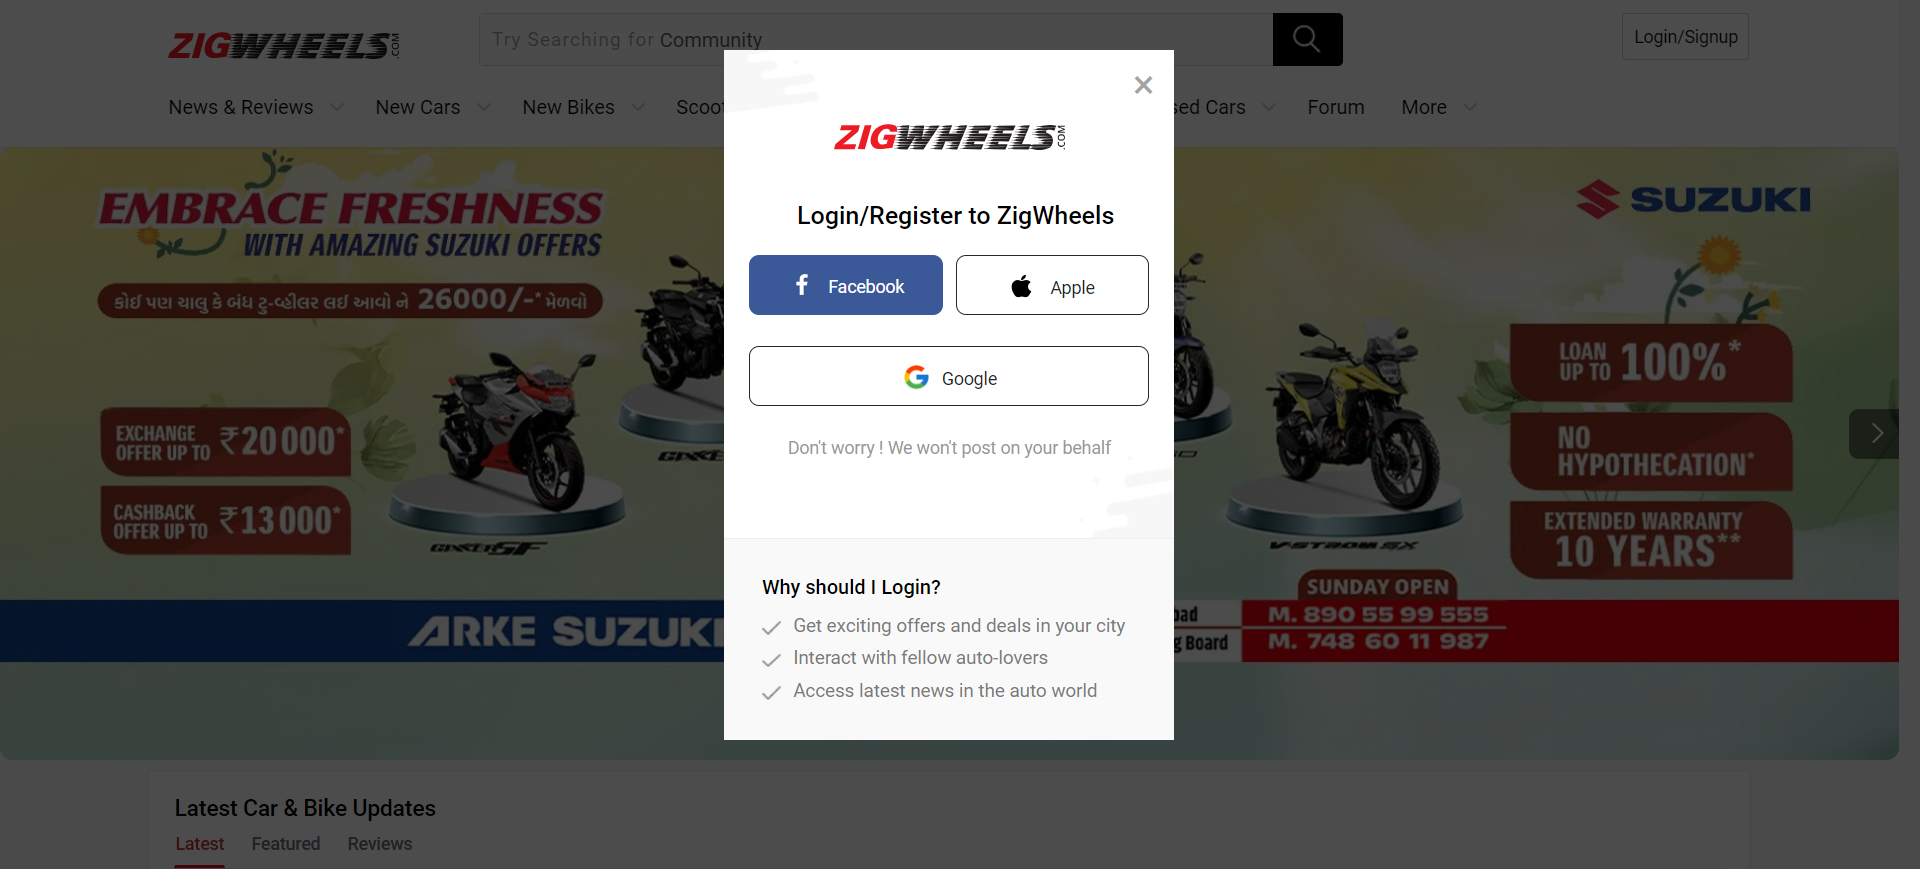 ZIGWHEELS.COM
Try Searching for Community
Login/Signup
News & Reviews
New Cars
New Bikes
Scoo
sed Cars
Forum
More
ZIGWHEELS.COM
Login/Register to ZigWheels
Facebook
Apple
Google
Don't worry ! We won't post on your behalf
Why should I Login?
Get exciting offers and deals in your city
Interact with fellow auto-lovers
Access latest news in the auto world
EMBRACE FRESHNESS
WITH AMAZING SUZUKI OFFERS
કોઈ પણ ચાલુ કે બંધ ટુ-વ્હીલર લઈ આવો ને 26000/-* મેળવો
EXCHANGE
OFFER UP TO ₹20000*
CASHBACK
OFFER UP TO ₹13000*
GIXXER SF
SUZUKI
LOAN
UP TO 100%*
NO
HYPOTHECATION*
EXTENDED WARRANTY
10 YEARS**
V-STROM SX
SUNDAY OPEN
ARKE SUZUK
bad
M. 890 55 99 555
g Board
M. 748 60 11 987
Latest Car & Bike Updates
Latest
Featured
Reviews